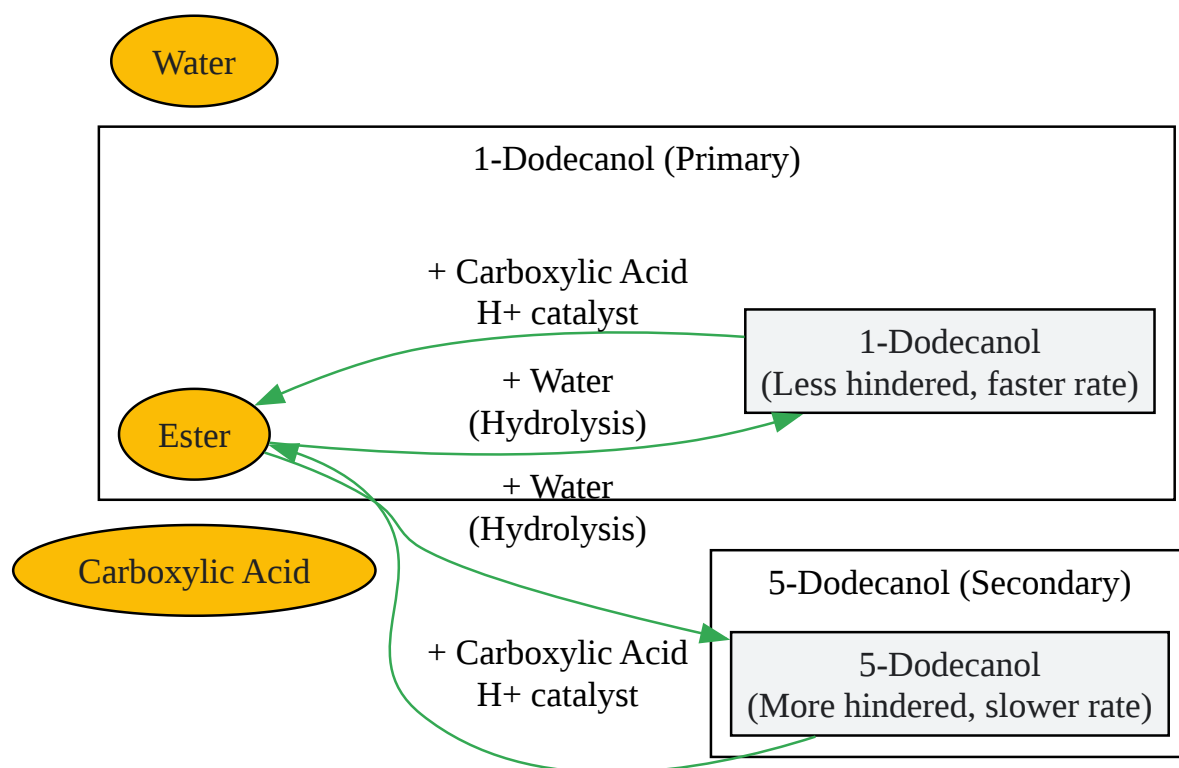 Water
1-Dodecanol (Primary)
+ Carboxylic Acid
H+ catalyst
1-Dodecanol
(Less hindered, faster rate)
+ Water
(Hydrolysis)
Ester
+ Water
(Hydrolysis)
Carboxylic Acid
5-Dodecanol (Secondary)
+ Carboxylic Acid
H+ catalyst
5-Dodecanol
(More hindered, slower rate)